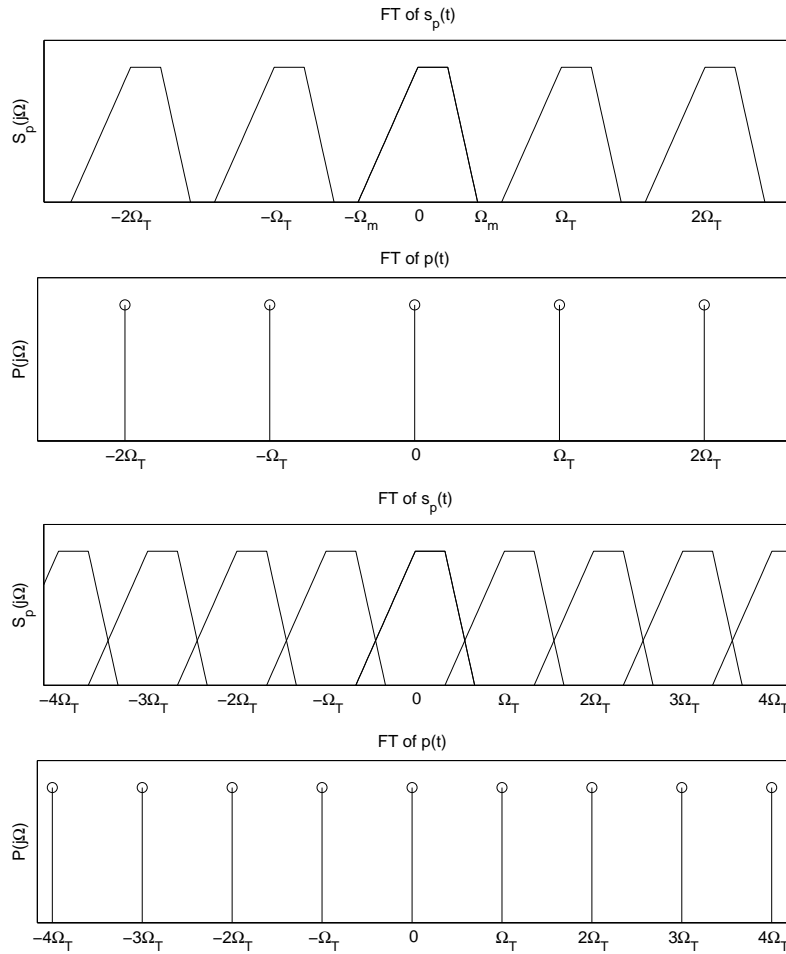 FT of s_p(t)
S_p(jΩ)
−2Ω_T −Ω_T −Ω_m 0 Ω_m Ω_T 2Ω_T
FT of p(t)
P(jΩ)
−2Ω_T −Ω_T 0 Ω_T 2Ω_T
FT of s_p(t)
S_p(jΩ)
−4Ω_T −3Ω_T −2Ω_T −Ω_T 0 Ω_T 2Ω_T 3Ω_T 4Ω_T
FT of p(t)
P(jΩ)
−4Ω_T −3Ω_T −2Ω_T −Ω_T 0 Ω_T 2Ω_T 3Ω_T 4Ω_T